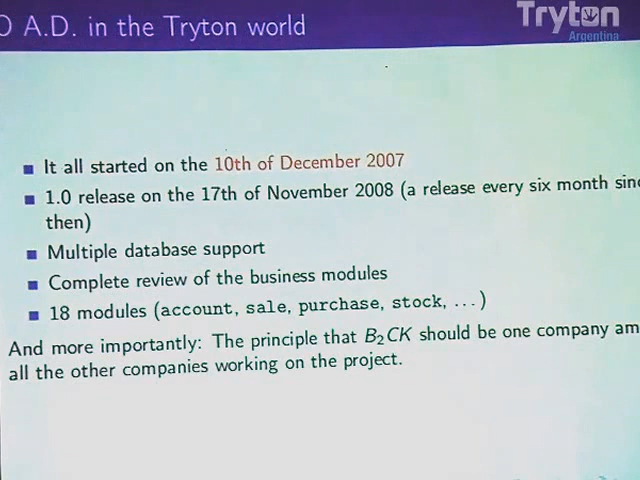 A.D. in the Tryton world
Tryton
Argentina
It all started on the 10th of December 2007
1.0 release on the 17th of November 2008 (a release every six month
then)
Multiple database support
Complete review of the business modules
18 modules (account, sale, purchase, stock, ...)
And more importantly: The principle that B₂CK should be one company
all the other companies working on the project.